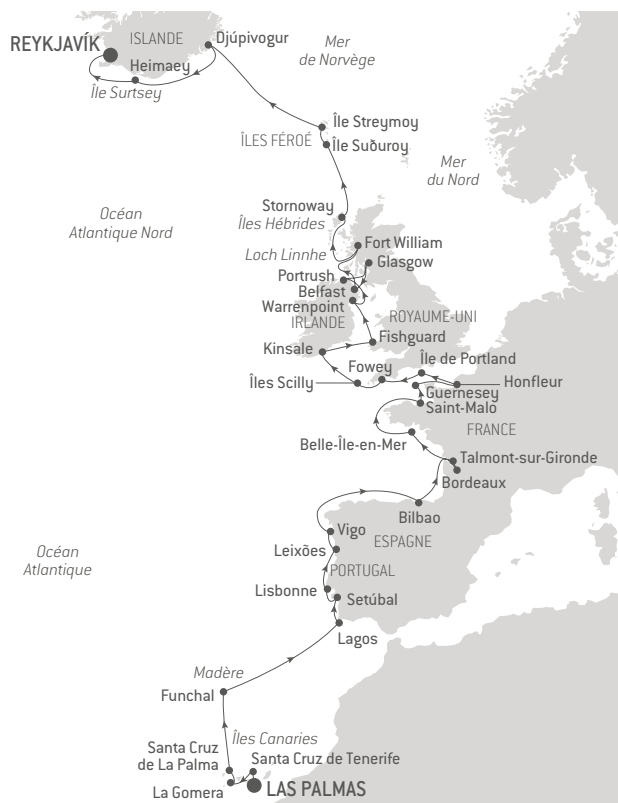 ISLANDE
REYKJAVÍK
Djúpivogur
Heimaey
Île Surtsey
Mer
de Norvège
Île Streymoy
ÎLES FÉROÉ
Île Suðuroy
Mer
du Nord
Océan
Atlantique Nord
Stornoway
Îles Hébrides
Fort William
Loch Linnhe
Glasgow
Portrush
Belfast
Warrenpoint
IRLANDE
ROYAUME-UNI
Fishguard
Kinsale
Île de Portland
Fowey
Îles Scilly
Honfleur
Guernesey
Saint-Malo
FRANCE
Belle-Île-en-Mer
Talmont-sur-Gironde
Bordeaux
Bilbao
Vigo
ESPAGNE
Leixões
Océan
Atlantique
PORTUGAL
Lisbonne
Setúbal
Lagos
Madère
Funchal
Îles Canaries
Santa Cruz
de La Palma
Santa Cruz de Tenerife
La Gomera
LAS PALMAS